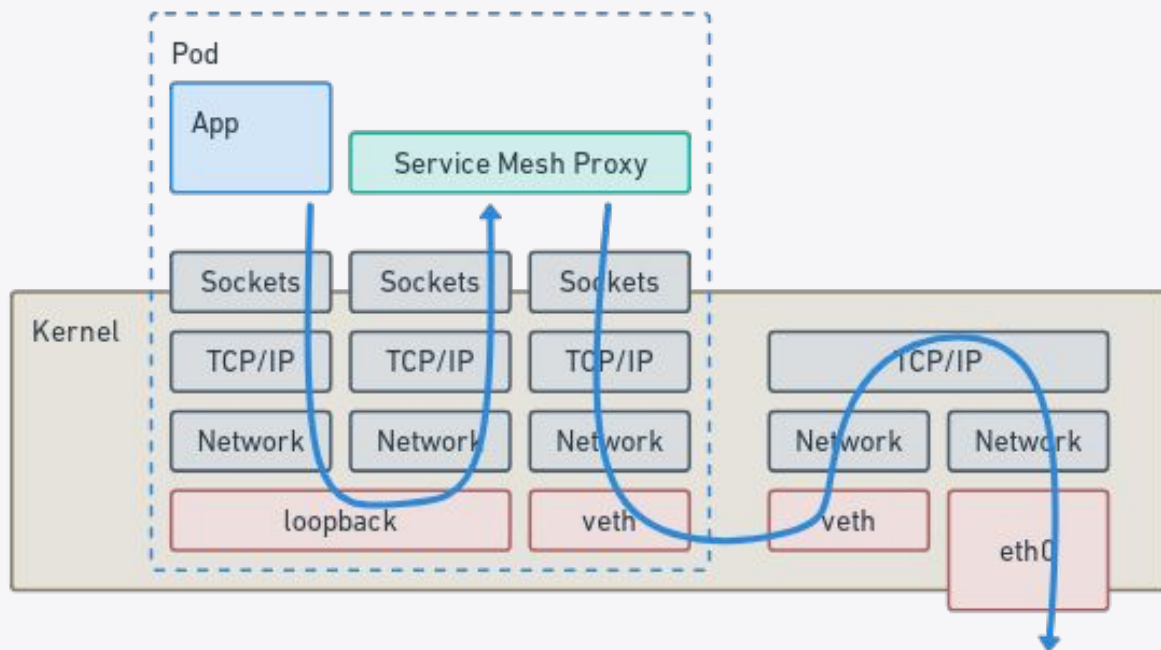 Pod
App
Service Mesh Proxy
Sockets
Sockets
Sockets
Kernel
TCP/IP
TCP/IP
TCP/IP
TCP/IP
Network
Network
Network
Network
Network
loopback
veth
veth
eth0